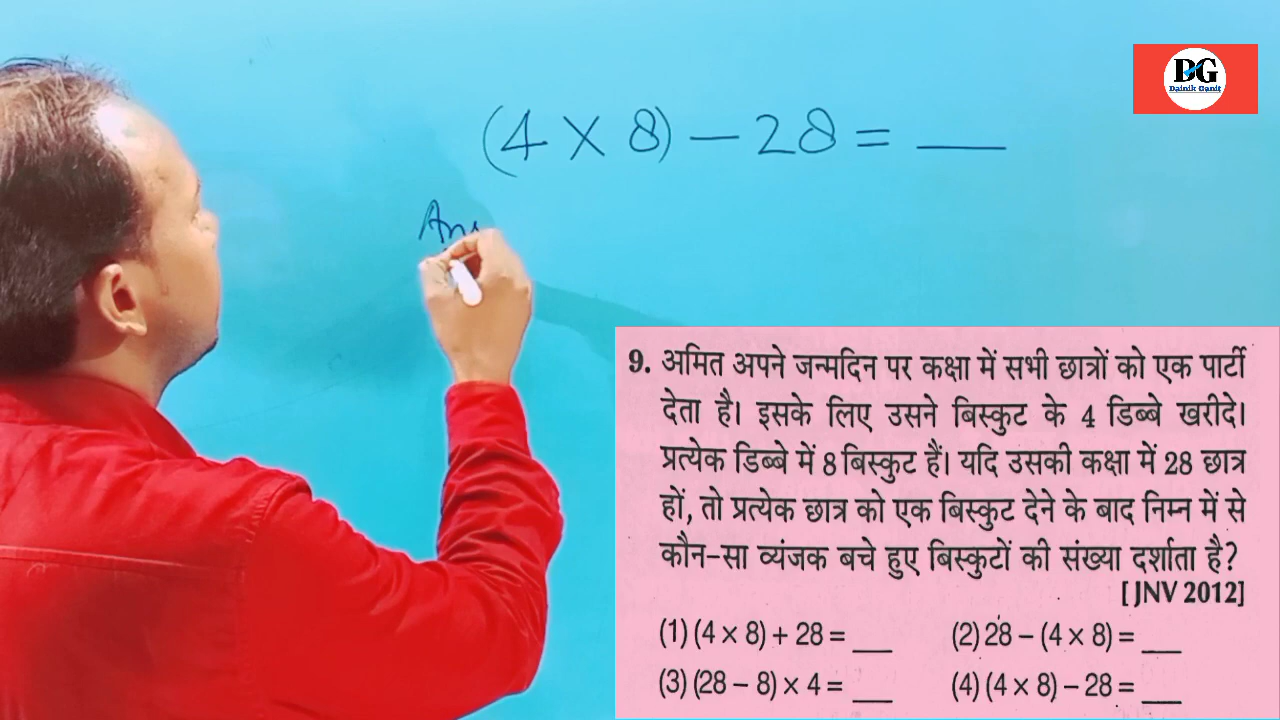 BG
Dainik Ganit
(4 × 8) – 28 = ___
Ans
9. अमित अपने जन्मदिन पर कक्षा में सभी छात्रों को एक पार्टी
देता है। इसके लिए उसने बिस्कुट के 4 डिब्बे खरीदे।
प्रत्येक डिब्बे में 8 बिस्कुट हैं। यदि उसकी कक्षा में 28 छात्र
हों, तो प्रत्येक छात्र को एक बिस्कुट देने के बाद निम्न में से
कौन-सा व्यंजक बचे हुए बिस्कुटों की संख्या दर्शाता है?
[ JNV 2012]
(1) (4 × 8) + 28 = ___ (2) 28 – (4 × 8) = ___
(3) (28 – 8) × 4 = ___ (4) (4 × 8) – 28 = ___